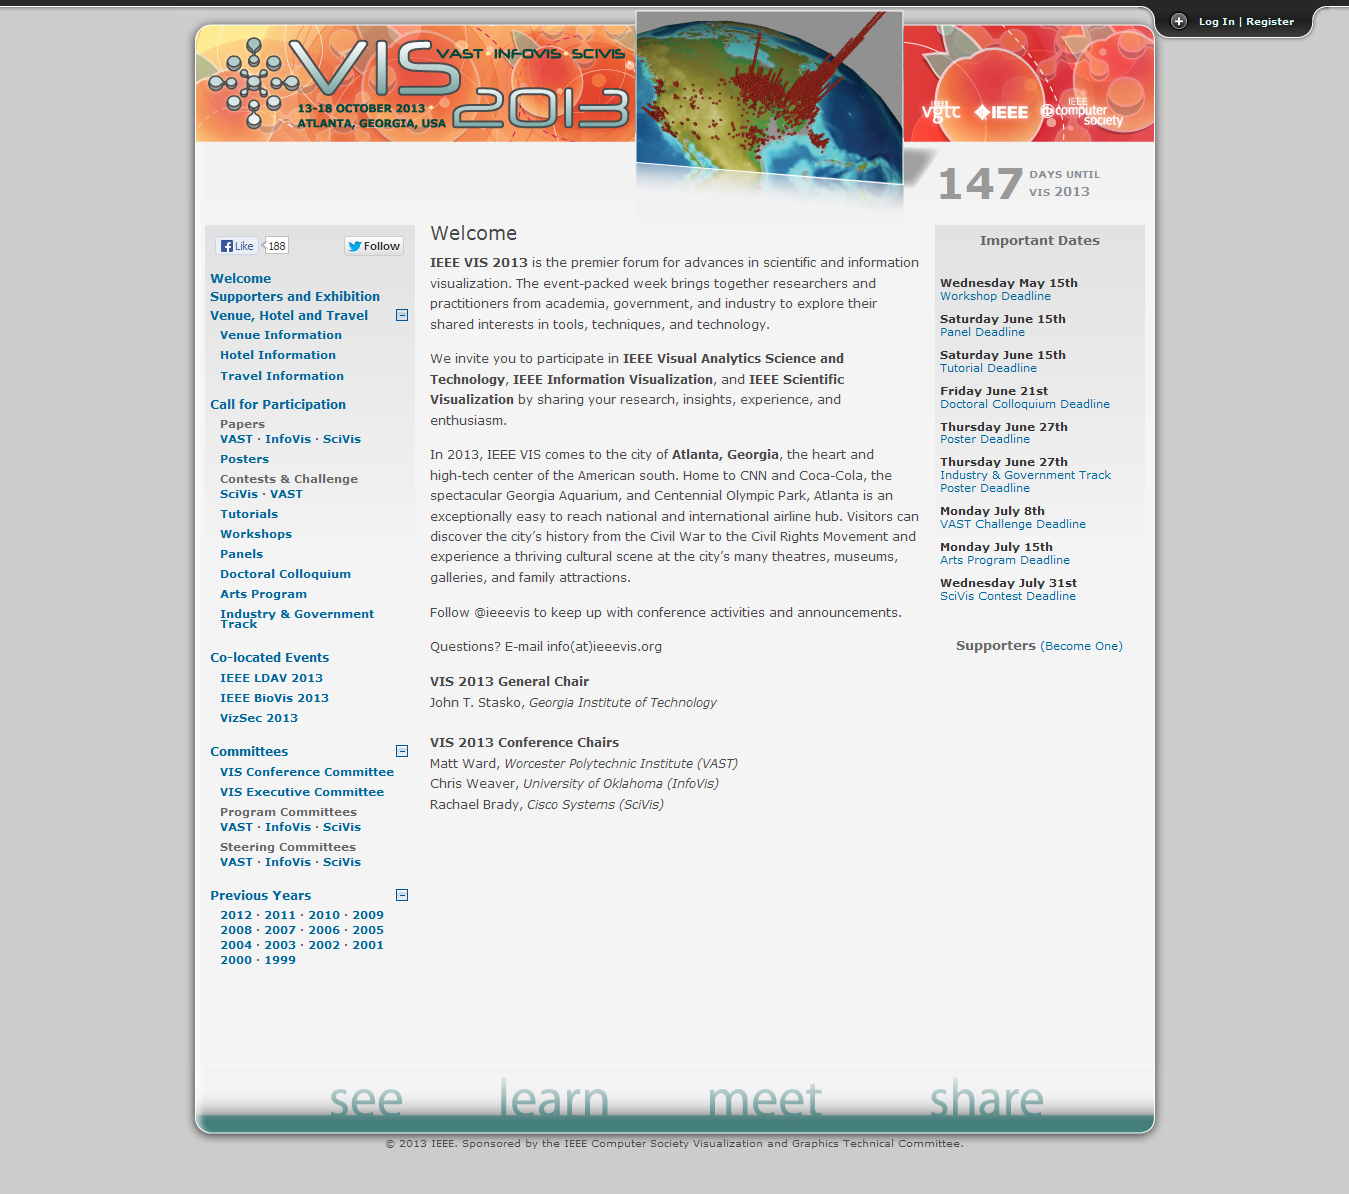 Log In | Register
VIS 2013
VAST · INFOVIS · SCIVIS
13-18 OCTOBER 2013 ·
ATLANTA, GEORGIA, USA
vgtc
IEEE
IEEE computer society
147 DAYS UNTIL
VIS 2013
Like 188
Follow
Welcome
Supporters and Exhibition
Venue, Hotel and Travel
Venue Information
Hotel Information
Travel Information
Call for Participation
Papers
VAST · InfoVis · SciVis
Posters
Contests & Challenge
SciVis · VAST
Tutorials
Workshops
Panels
Doctoral Colloquium
Arts Program
Industry & Government
Track
Co-located Events
IEEE LDAV 2013
IEEE BioVis 2013
VizSec 2013
Committees
VIS Conference Committee
VIS Executive Committee
Program Committees
VAST · InfoVis · SciVis
Steering Committees
VAST · InfoVis · SciVis
Previous Years
2012 · 2011 · 2010 · 2009
2008 · 2007 · 2006 · 2005
2004 · 2003 · 2002 · 2001
2000 · 1999
Welcome
IEEE VIS 2013 is the premier forum for advances in scientific and information
visualization. The event-packed week brings together researchers and
practitioners from academia, government, and industry to explore their
shared interests in tools, techniques, and technology.
We invite you to participate in IEEE Visual Analytics Science and
Technology, IEEE Information Visualization, and IEEE Scientific
Visualization by sharing your research, insights, experience, and
enthusiasm.
In 2013, IEEE VIS comes to the city of Atlanta, Georgia, the heart and
high-tech center of the American south. Home to CNN and Coca-Cola, the
spectacular Georgia Aquarium, and Centennial Olympic Park, Atlanta is an
exceptionally easy to reach national and international airline hub. Visitors can
discover the city’s history from the Civil War to the Civil Rights Movement and
experience a thriving cultural scene at the city’s many theatres, museums,
galleries, and family attractions.
Follow @ieeevis to keep up with conference activities and announcements.
Questions? E-mail info(at)ieeevis.org
VIS 2013 General Chair
John T. Stasko, Georgia Institute of Technology
VIS 2013 Conference Chairs
Matt Ward, Worcester Polytechnic Institute (VAST)
Chris Weaver, University of Oklahoma (InfoVis)
Rachael Brady, Cisco Systems (SciVis)
Important Dates
Wednesday May 15th
Workshop Deadline
Saturday June 15th
Panel Deadline
Saturday June 15th
Tutorial Deadline
Friday June 21st
Doctoral Colloquium Deadline
Thursday June 27th
Poster Deadline
Thursday June 27th
Industry & Government Track
Poster Deadline
Monday July 8th
VAST Challenge Deadline
Monday July 15th
Arts Program Deadline
Wednesday July 31st
SciVis Contest Deadline
Supporters (Become One)
see learn meet share
© 2013 IEEE. Sponsored by the IEEE Computer Society Visualization and Graphics Technical Committee.